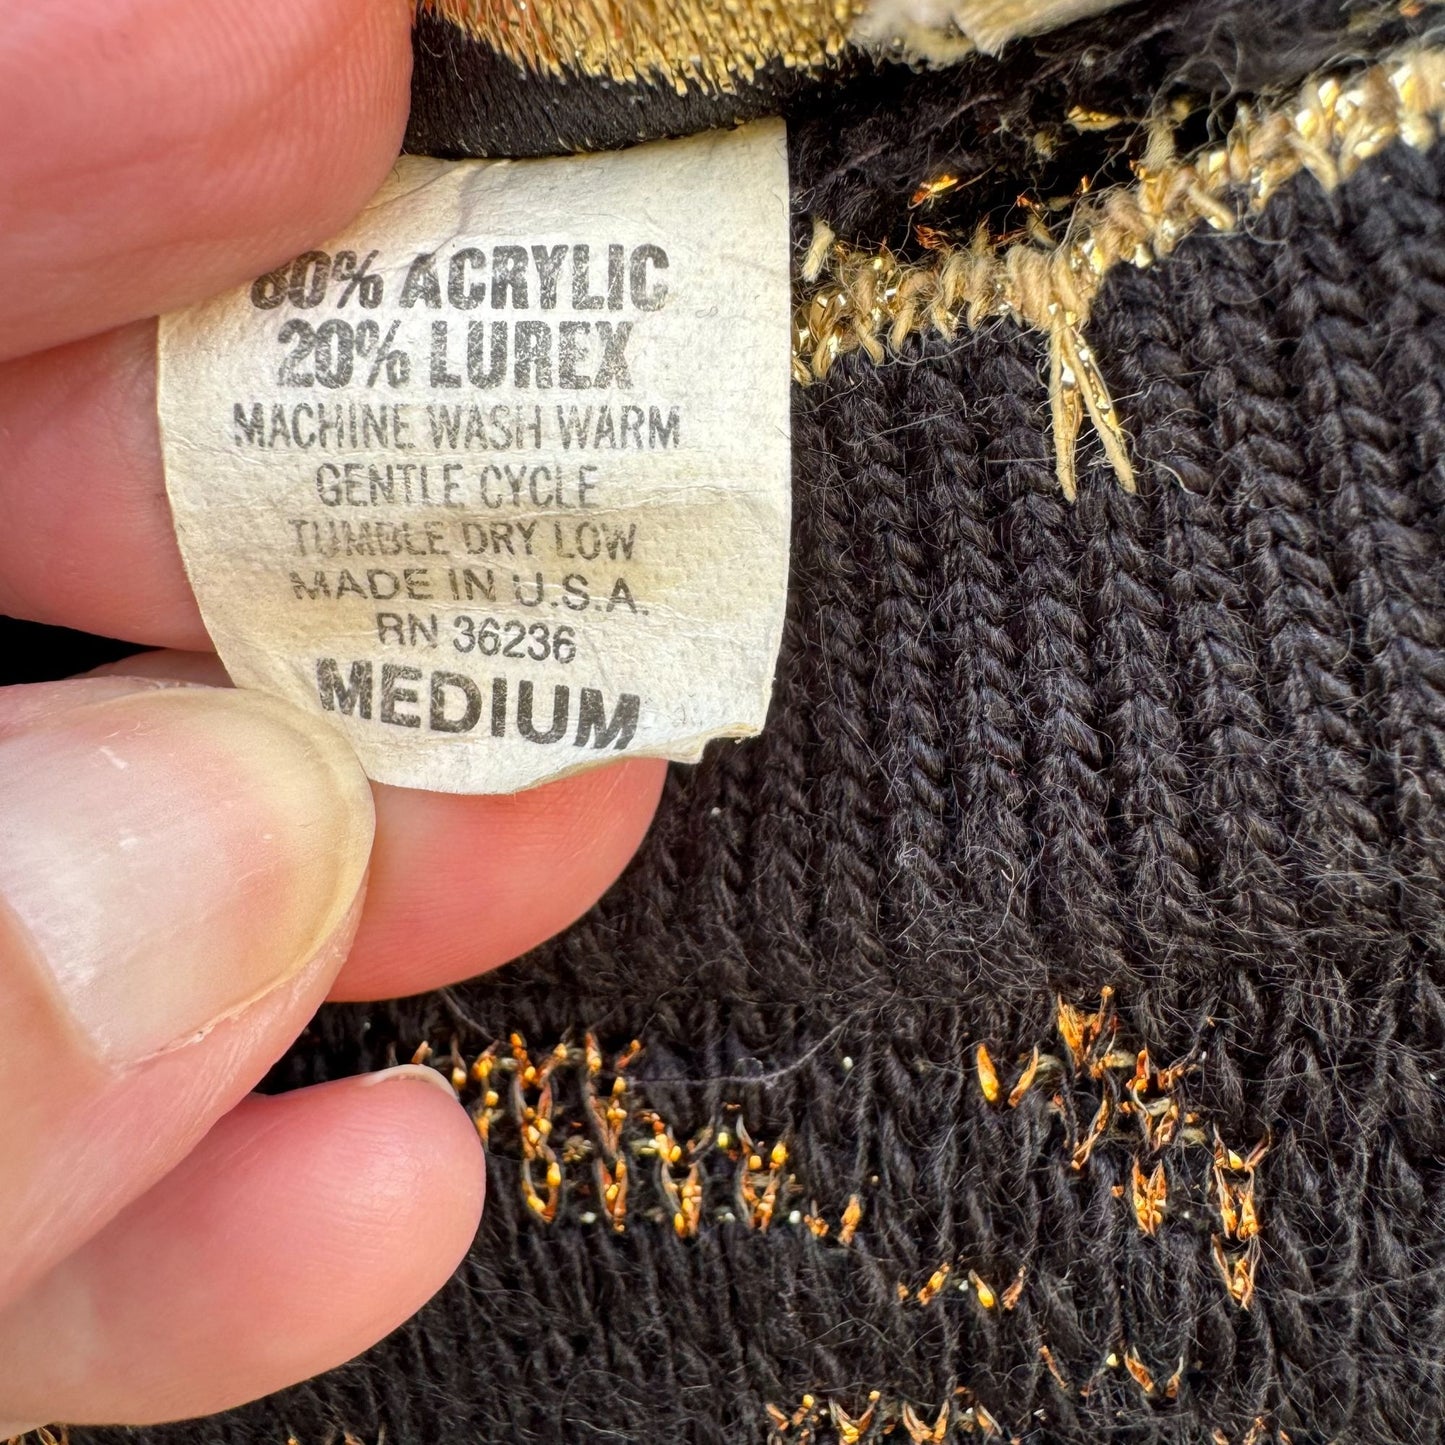 80% ACRYLIC
20% LUREX
MACHINE WASH WARM
GENTLE CYCLE
TUMBLE DRY LOW
MADE IN U.S.A.
RN 36236
MEDIUM